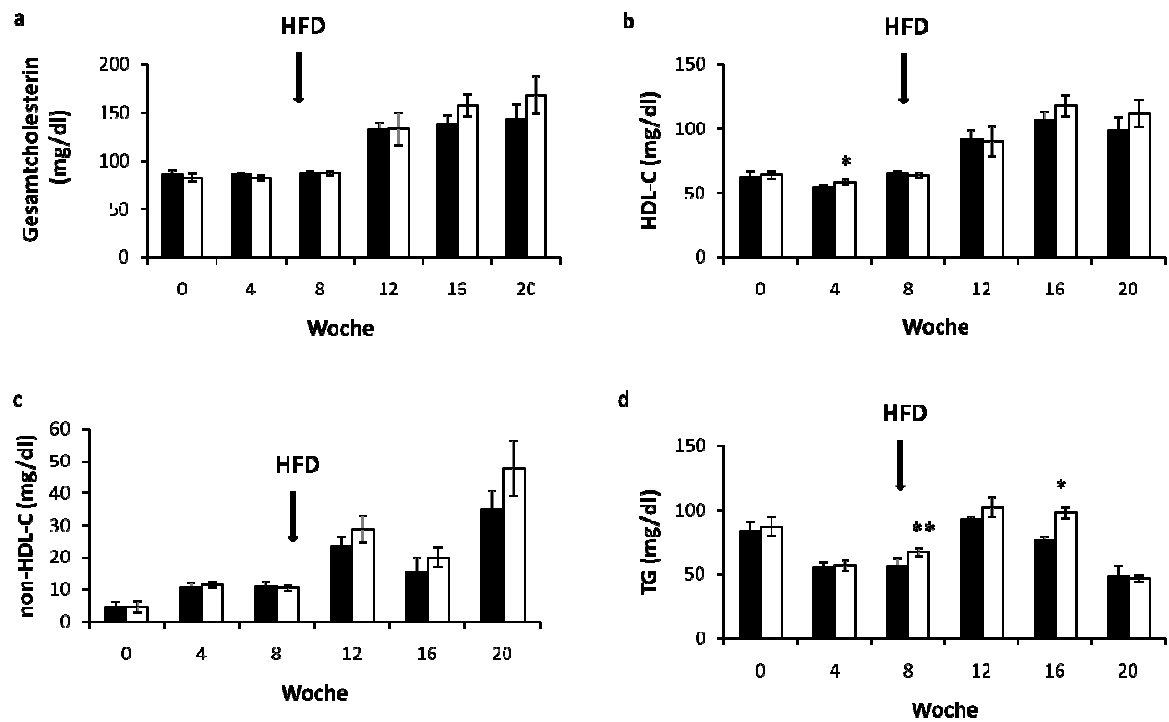 a
HFD
Gesamtcholesterin
(mg/dl)
200
150
100
50
0
0 4 8 12 16 20
Woche
b
HFD
HDL-C (mg/dl)
150
100
50
0
*
0 4 8 12 16 20
Woche
c
HFD
non-HDL-C (mg/dl)
60
50
40
30
20
10
0
0 4 8 12 16 20
Woche
d
HFD
TG (mg/dl)
150
100
50
0
**
*
0 4 8 12 16 20
Woche